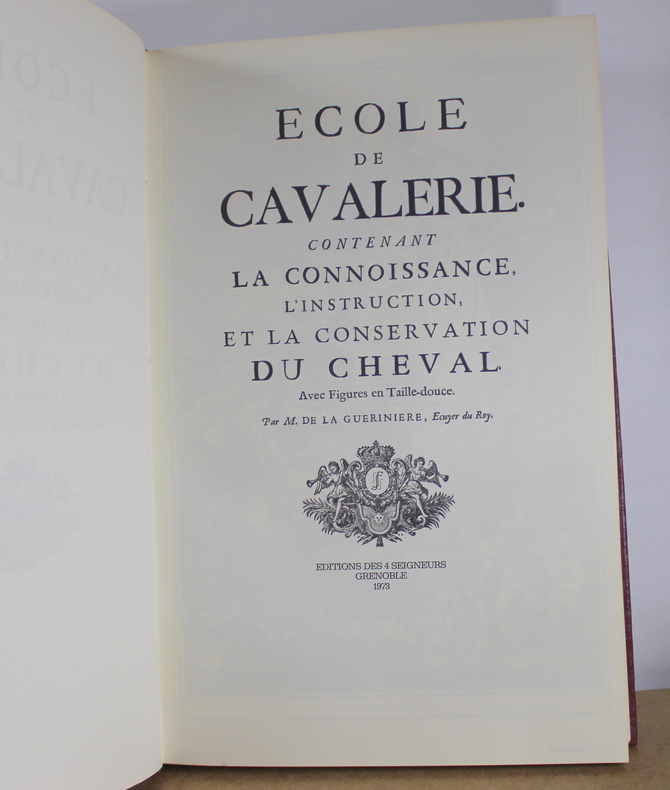 ECOLE
DE
CAVALERIE.
CONTENANT
LA CONNOISSANCE,
L'INSTRUCTION,
ET LA CONSERVATION
DU CHEVAL.
Avec Figures en Taille-douce.
Par M. DE LA GUERINIERE, Ecuyer du Roy.
EDITIONS DES 4 SEIGNEURS
GRENOBLE
1973